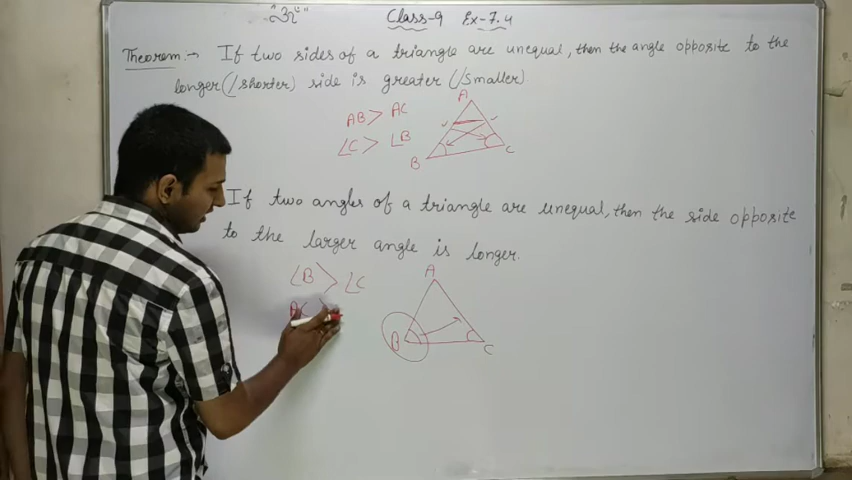 "ॐ"
Class-9 Ex-7.4
Theorem:- If two sides of a triangle are unequal, then the angle opposite to the
longer (/shorter) side is greater (/smaller)
AB > AC
∠C > ∠B
A
B
C
If two angles of a triangle are unequal, then the side opposite
to the larger angle is longer.
∠B > ∠C
AC >
A
B
C